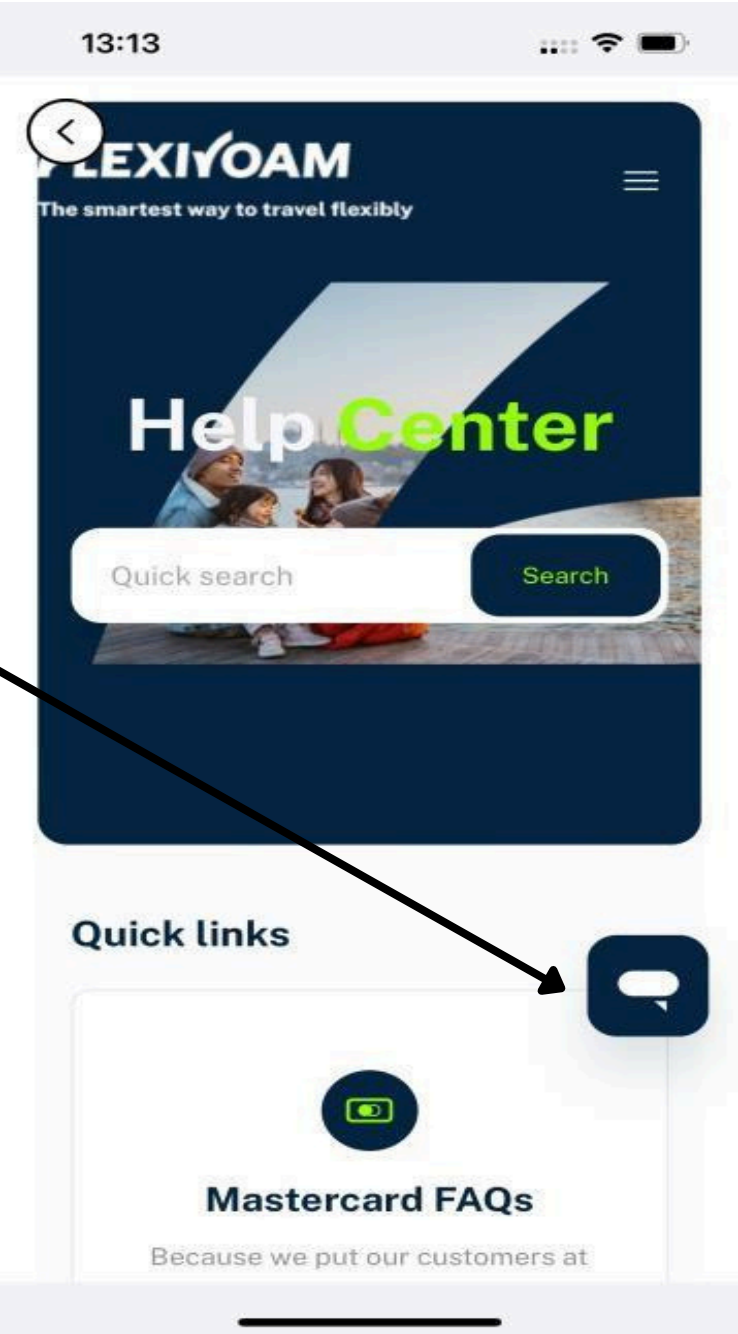 13:13
FLEXIROAM
The smartest way to travel flexibly
Help Center
Quick search
Search
Quick links
Mastercard FAQs
Because we put our customers at